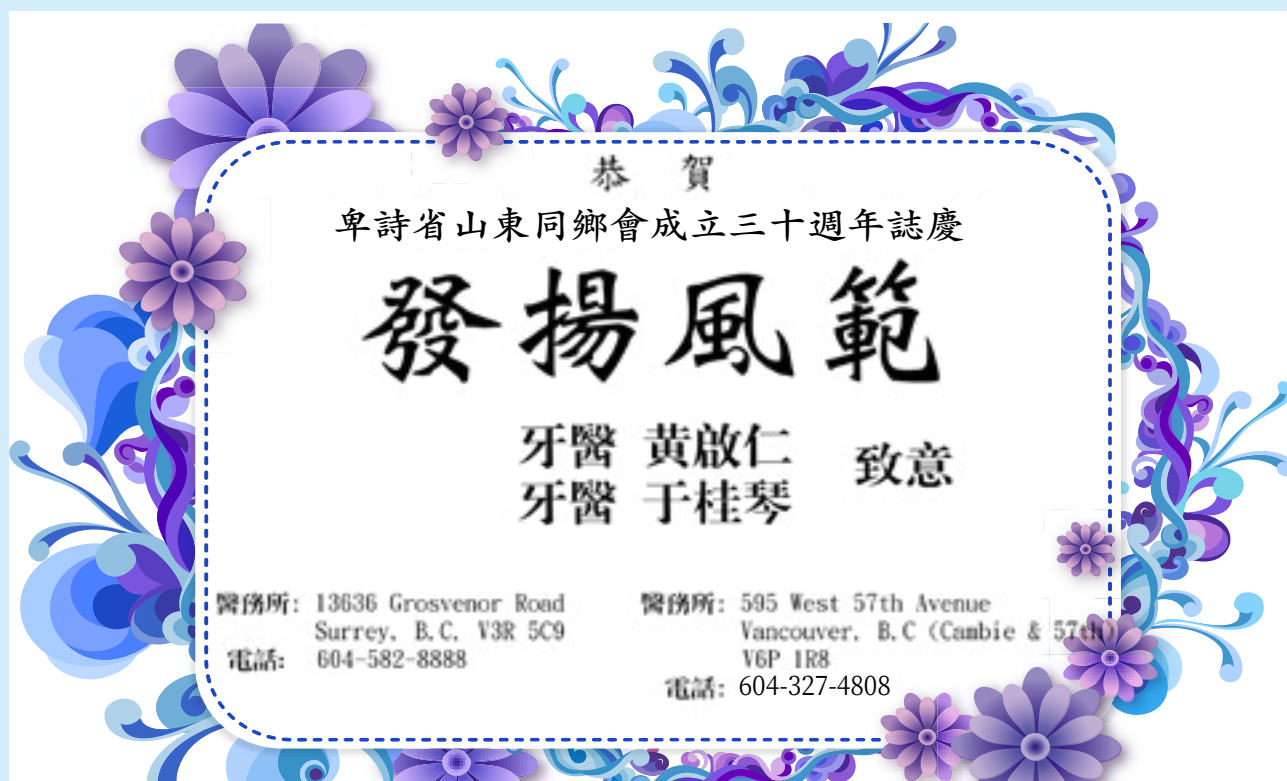 恭 賀
卑詩省山東同鄉會成立三十週年誌慶
發揚風範
牙醫 黃啟仁
牙醫 于桂琴
致意
醫務所: 13636 Grosvenor Road
Surrey, B.C. V3R 5C9
電話: 604-582-8888
醫務所: 595 West 57th Avenue
Vancouver, B.C (Cambie & 57th)
V6P 1R8
電話: 604-327-4808